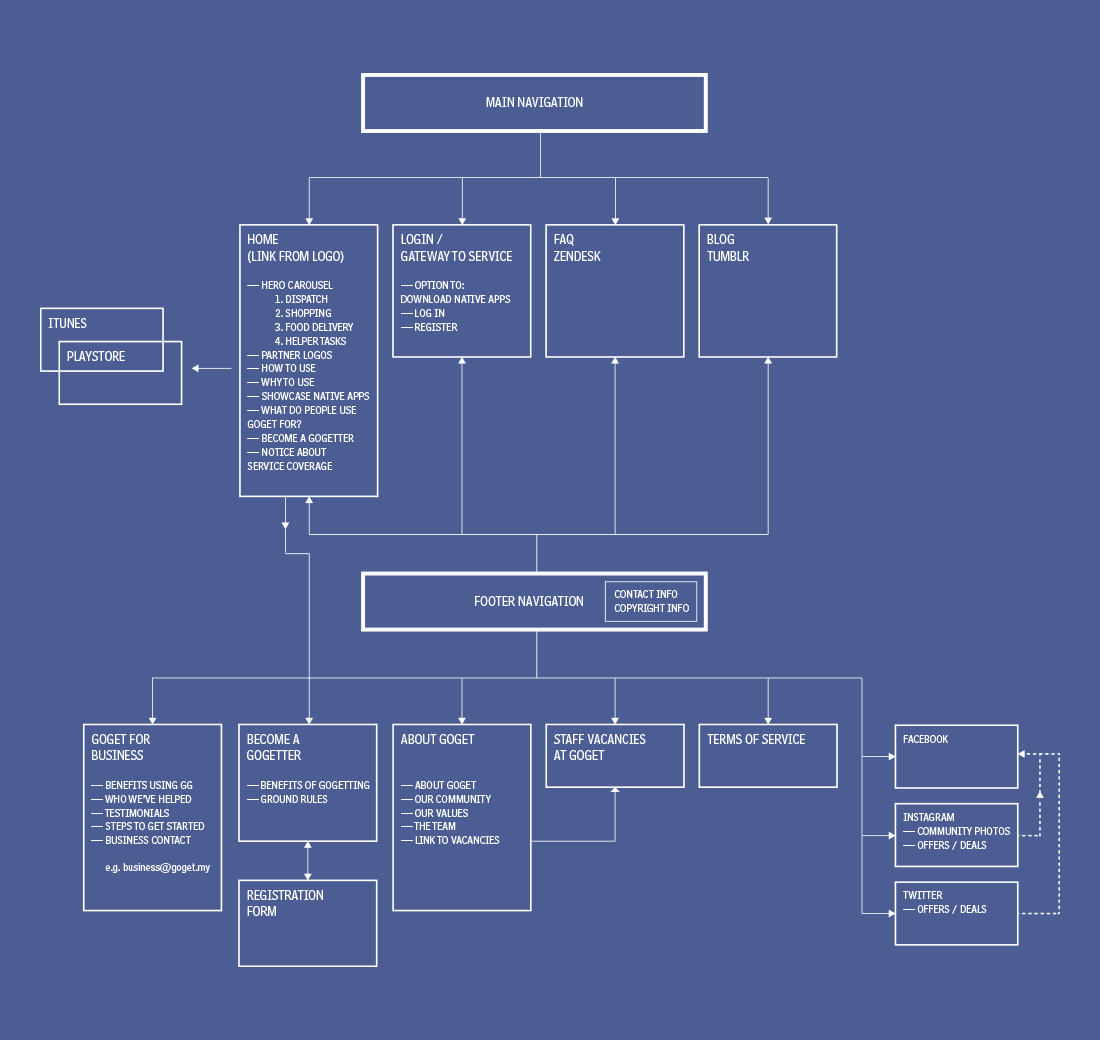 MAIN NAVIGATION
HOME
(LINK FROM LOGO)
— HERO CAROUSEL
1. DISPATCH
2. SHOPPING
3. FOOD DELIVERY
4. HELPER TASKS
— PARTNER LOGOS
— HOW TO USE
— WHY TO USE
— SHOWCASE NATIVE APPS
— WHAT DO PEOPLE USE
GOGET FOR?
— BECOME A GOGETTER
— NOTICE ABOUT
SERVICE COVERAGE
LOGIN /
GATEWAY TO SERVICE
— OPTION TO:
DOWNLOAD NATIVE APPS
— LOG IN
— REGISTER
FAQ
ZENDESK
BLOG
TUMBLR
ITUNES
PLAYSTORE
FOOTER NAVIGATION
CONTACT INFO
COPYRIGHT INFO
GOGET FOR
BUSINESS
— BENEFITS USING GG
— WHO WE'VE HELPED
— TESTIMONIALS
— STEPS TO GET STARTED
— BUSINESS CONTACT
e.g. business@goget.my
BECOME A
GOGETTER
— BENEFITS OF GOGETTING
— GROUND RULES
REGISTRATION
FORM
ABOUT GOGET
— ABOUT GOGET
— OUR COMMUNITY
— OUR VALUES
— THE TEAM
— LINK TO VACANCIES
STAFF VACANCIES
AT GOGET
TERMS OF SERVICE
FACEBOOK
INSTAGRAM
— COMMUNITY PHOTOS
— OFFERS / DEALS
TWITTER
— OFFERS / DEALS